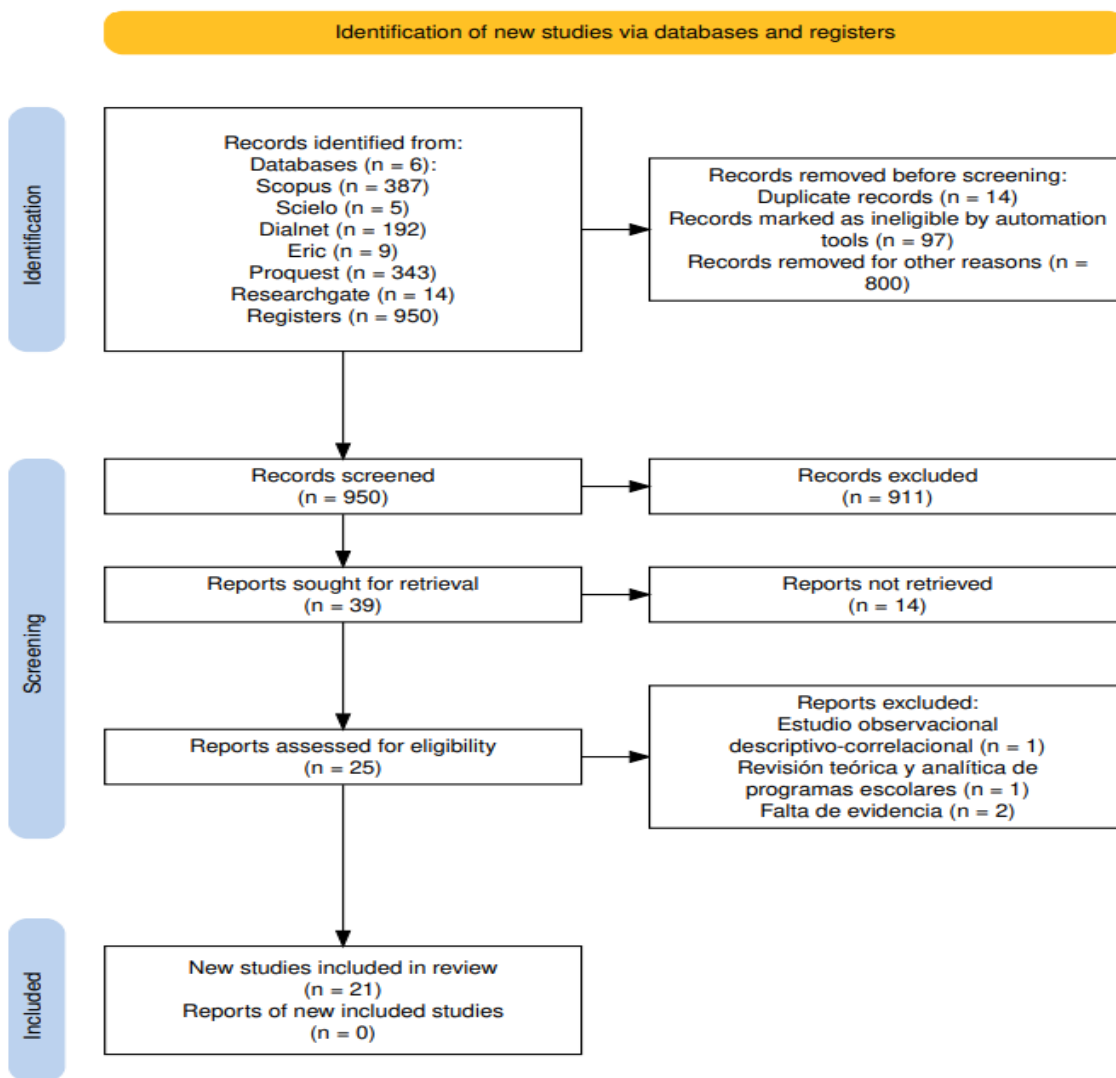 Identification of new studies via databases and registers
Identification
Records identified from:
Databases (n = 6):
Scopus (n = 387)
Scielo (n = 5)
Dialnet (n = 192)
Eric (n = 9)
Proquest (n = 343)
Researchgate (n = 14)
Registers (n = 950)
Records removed before screening:
Duplicate records (n = 14)
Records marked as ineligible by automation
tools (n = 97)
Records removed for other reasons (n =
800)
Screening
Records screened
(n = 950)
Records excluded
(n = 911)
Reports sought for retrieval
(n = 39)
Reports not retrieved
(n = 14)
Reports assessed for eligibility
(n = 25)
Reports excluded:
Estudio observacional
descriptivo-correlacional (n = 1)
Revisión teórica y analítica de
programas escolares (n = 1)
Falta de evidencia (n = 2)
Included
New studies included in review
(n = 21)
Reports of new included studies
(n = 0)